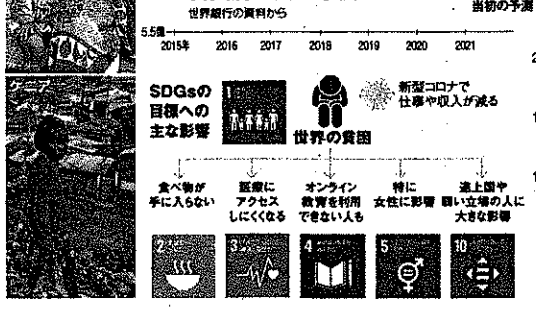 世界銀行の資料から
当初の予測
5.5億
2015年 2016 2017 2018 2019 2020 2021
SDGsの
目標への
主な影響
1
新型コロナで
仕事や収入が減る
世界の貧困
食べ物が
手に入らない
医療に
アクセス
しにくくなる
オンライン
教育を利用
できない人も
特に
女性に影響
途上国や
弱い立場の人に
大きな影響
2
3
4
5
10